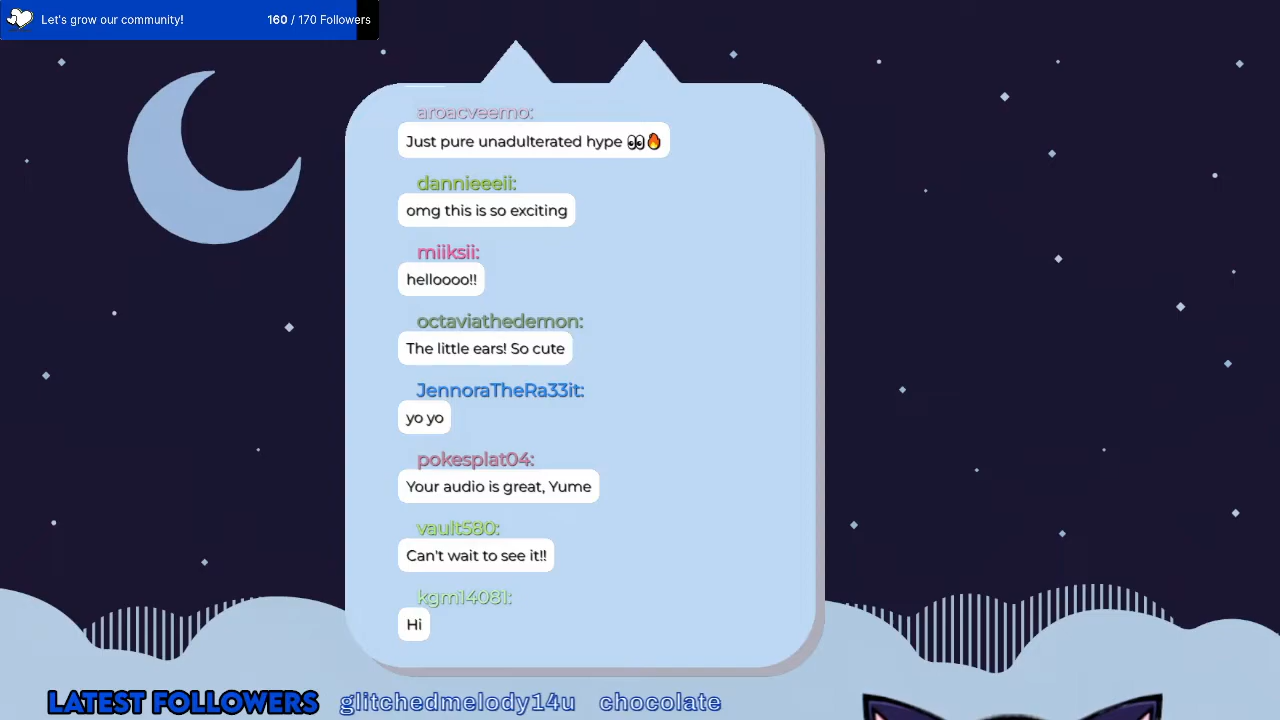 Let's grow our community!
160 / 170 Followers
aroacveemo:
Just pure unadulterated hype 👀🔥
dannieeeii:
omg this is so exciting
miiksii:
helloooo!!
octaviathedemon:
The little ears! So cute
JennoraTheRa33it:
yo yo
pokesplat04:
Your audio is great, Yume
vault580:
Can't wait to see it!!
kgm14081:
Hi
LATEST FOLLOWERS glitchedmelody14u chocolate